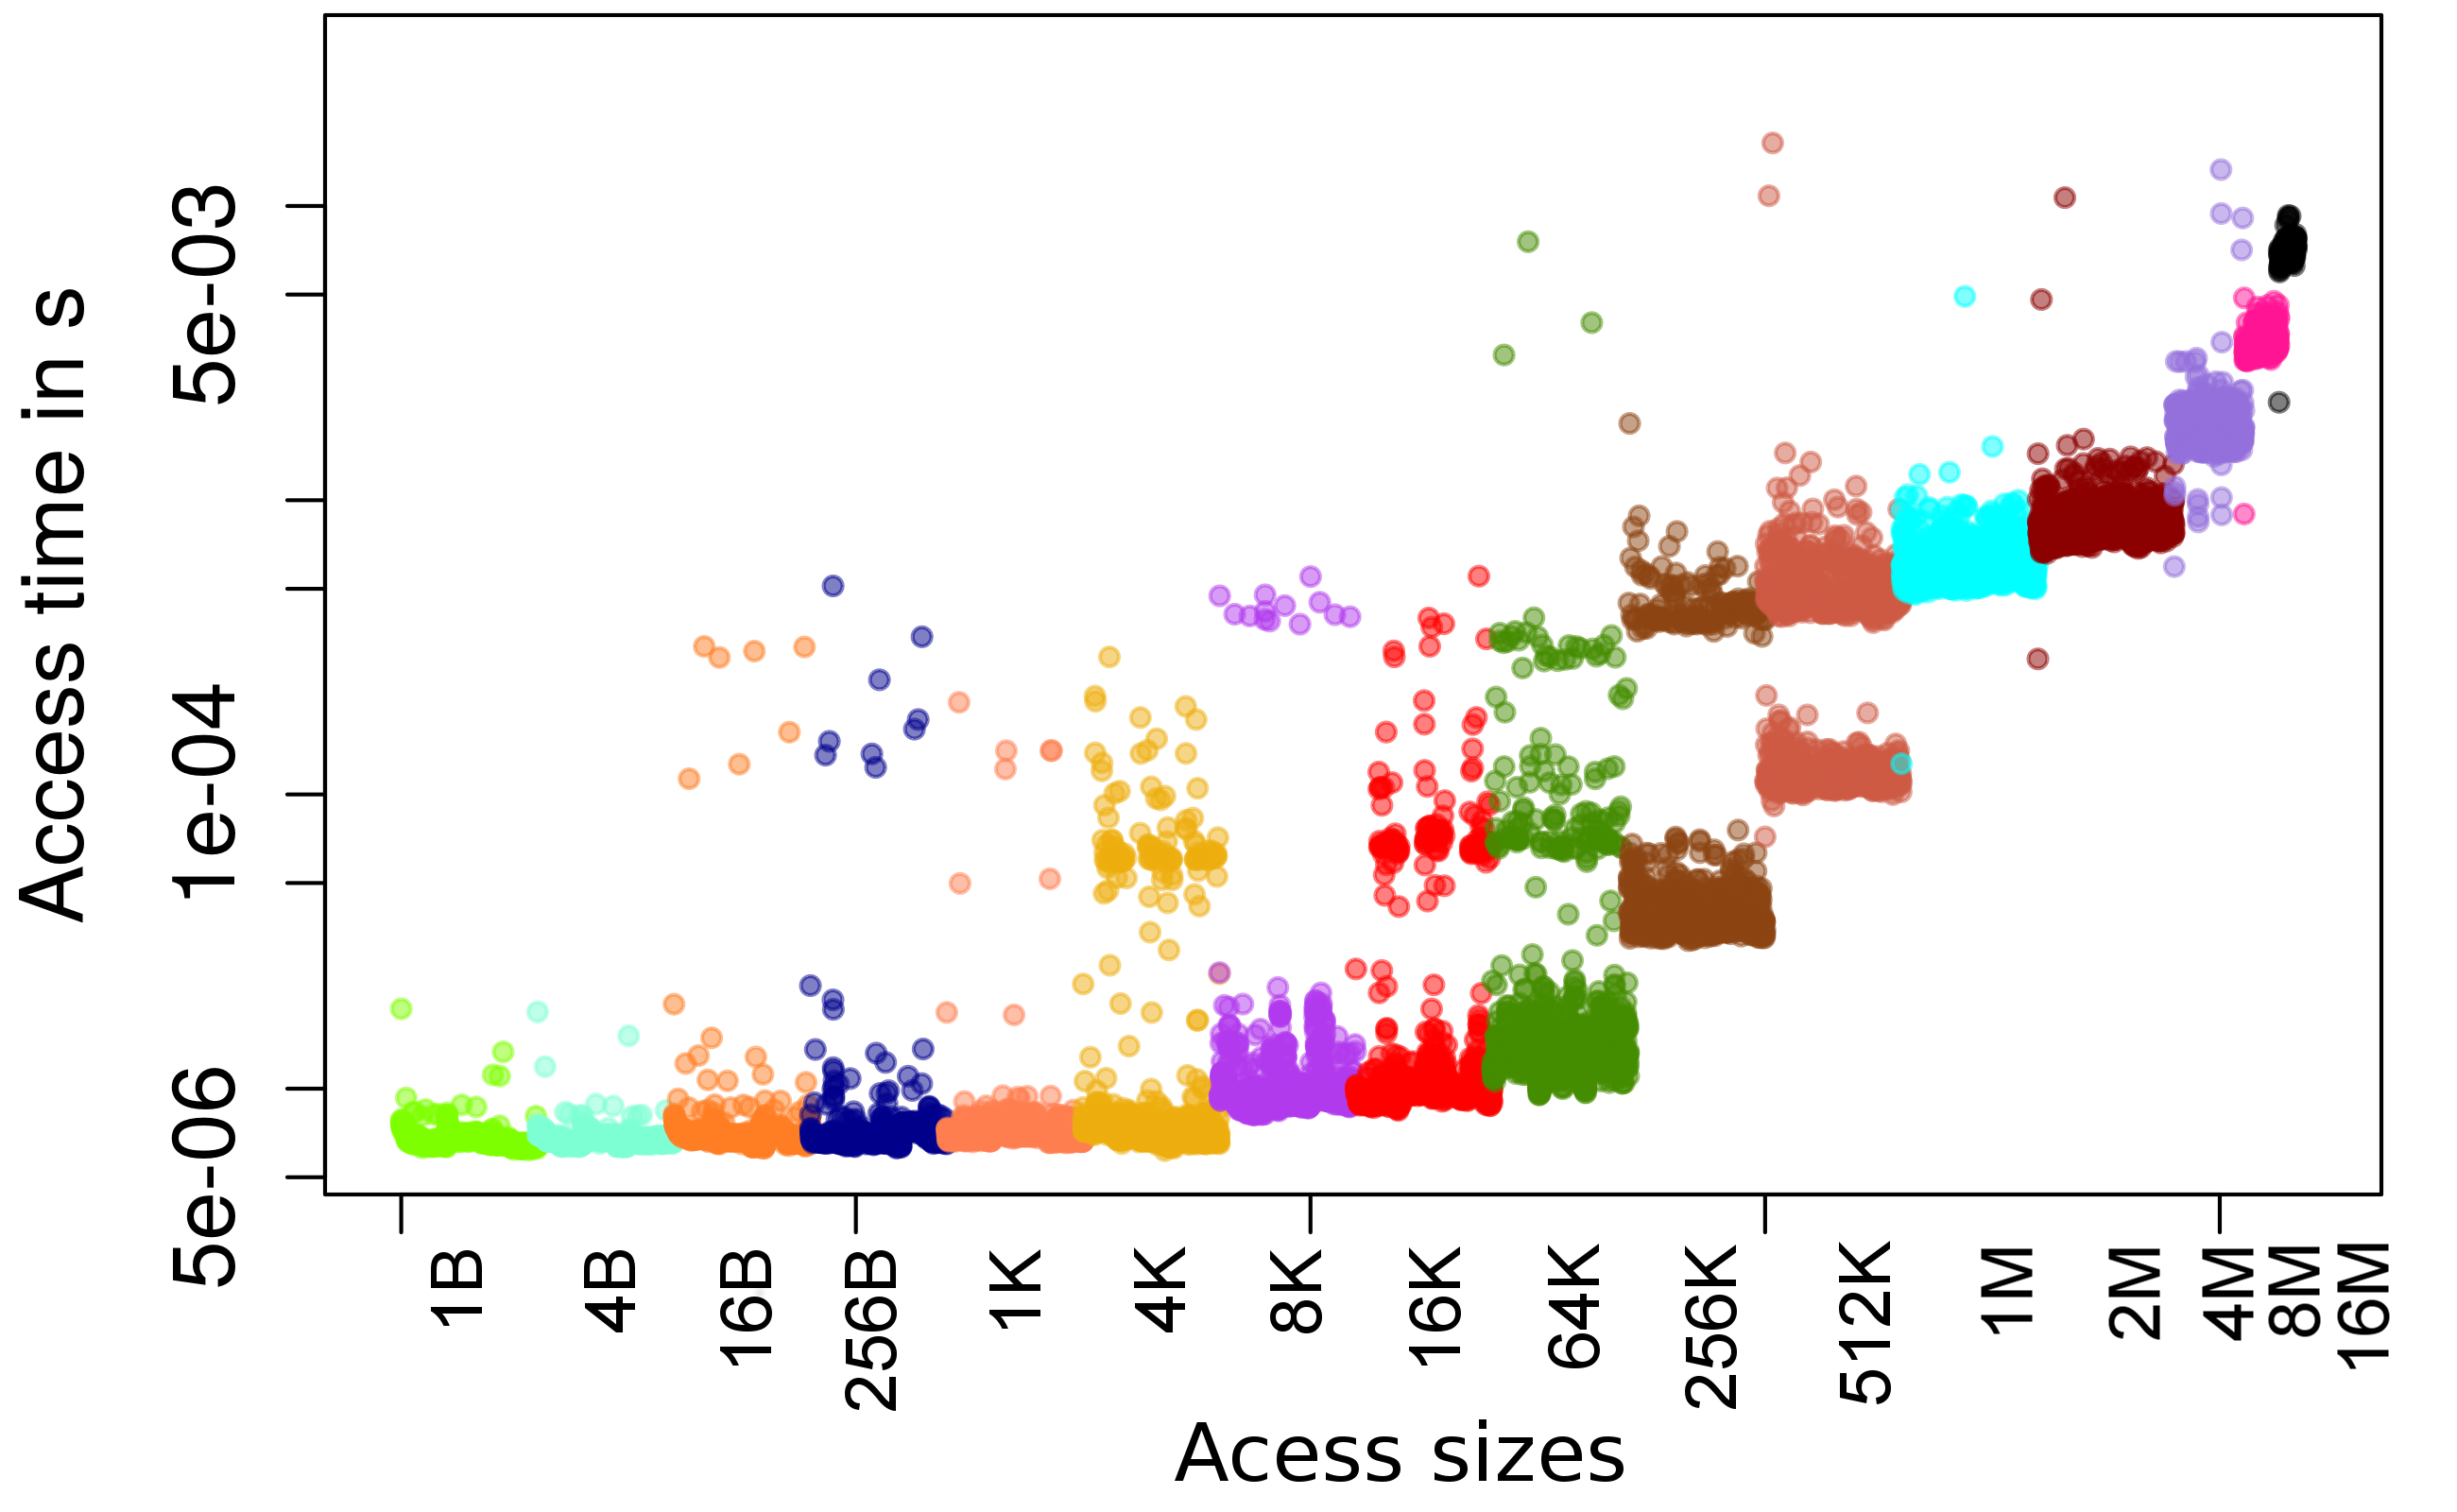 Access time in s
5e-03
1e-04
5e-06
1B
4B
16B
256B
1K
4K
8K
16K
64K
256K
512K
1M
2M
4M
8M
16M
Acess sizes